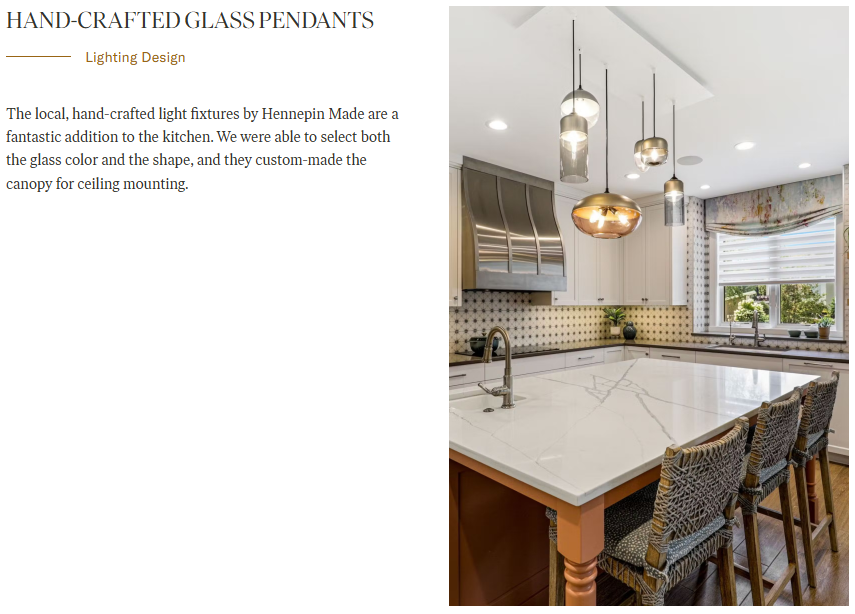 HAND-CRAFTED GLASS PENDANTS
Lighting Design
The local, hand-crafted light fixtures by Hennepin Made are a
fantastic addition to the kitchen. We were able to select both
the glass color and the shape, and they custom-made the
canopy for ceiling mounting.